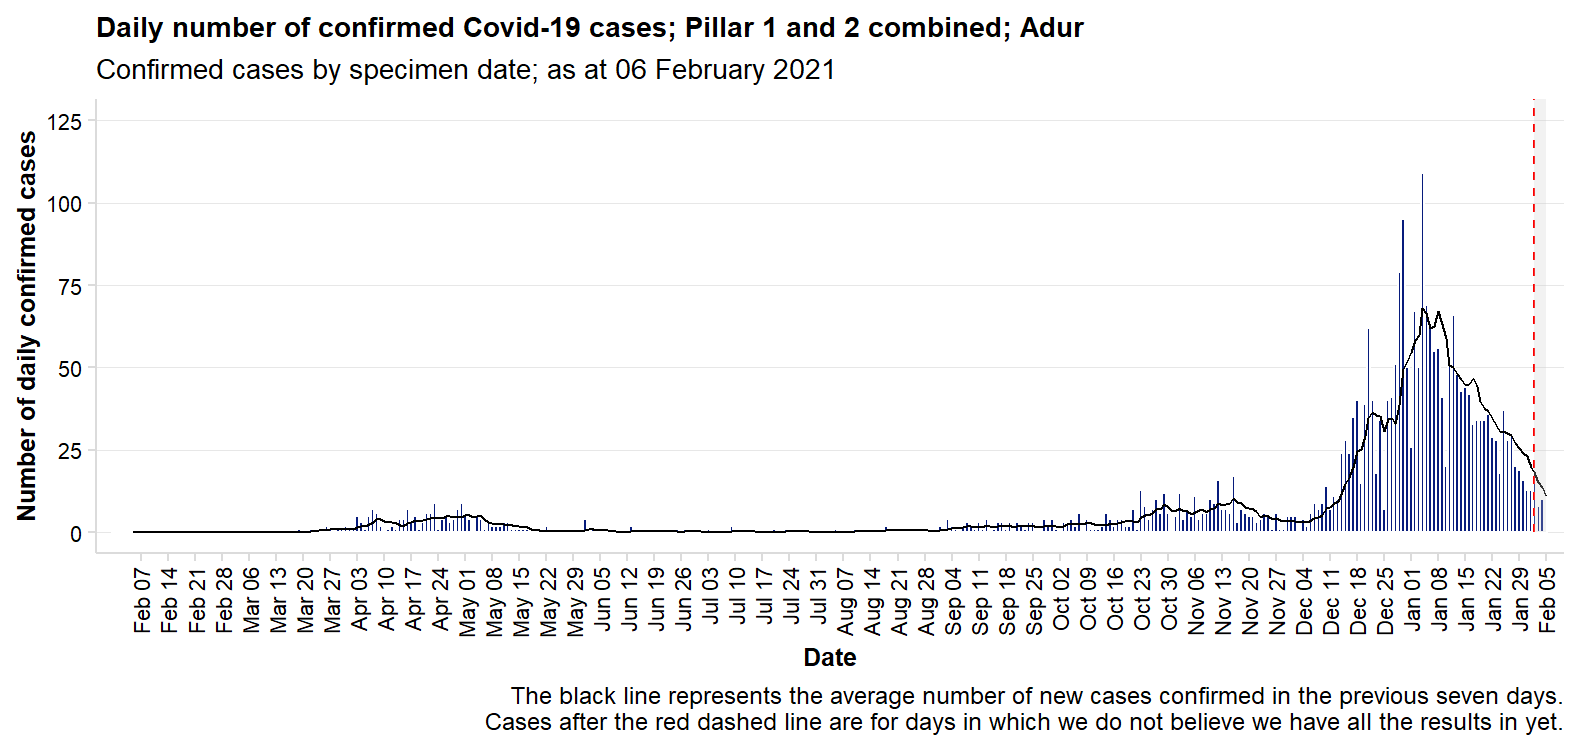 Daily number of confirmed Covid-19 cases; Pillar 1 and 2 combined; Adur
Confirmed cases by specimen date; as at 06 February 2021
Number of daily confirmed cases
125
100
75
50
25
0
Feb 07
Feb 14
Feb 21
Feb 28
Mar 06
Mar 13
Mar 20
Mar 27
Apr 03
Apr 10
Apr 17
Apr 24
May 01
May 08
May 15
May 22
May 29
Jun 05
Jun 12
Jun 19
Jun 26
Jul 03
Jul 10
Jul 17
Jul 24
Jul 31
Aug 07
Aug 14
Aug 21
Aug 28
Sep 04
Sep 11
Sep 18
Sep 25
Oct 02
Oct 09
Oct 16
Oct 23
Oct 30
Nov 06
Nov 13
Nov 20
Nov 27
Dec 04
Dec 11
Dec 18
Dec 25
Jan 01
Jan 08
Jan 15
Jan 22
Jan 29
Feb 05
Date
The black line represents the average number of new cases confirmed in the previous seven days.
Cases after the red dashed line are for days in which we do not believe we have all the results in yet.